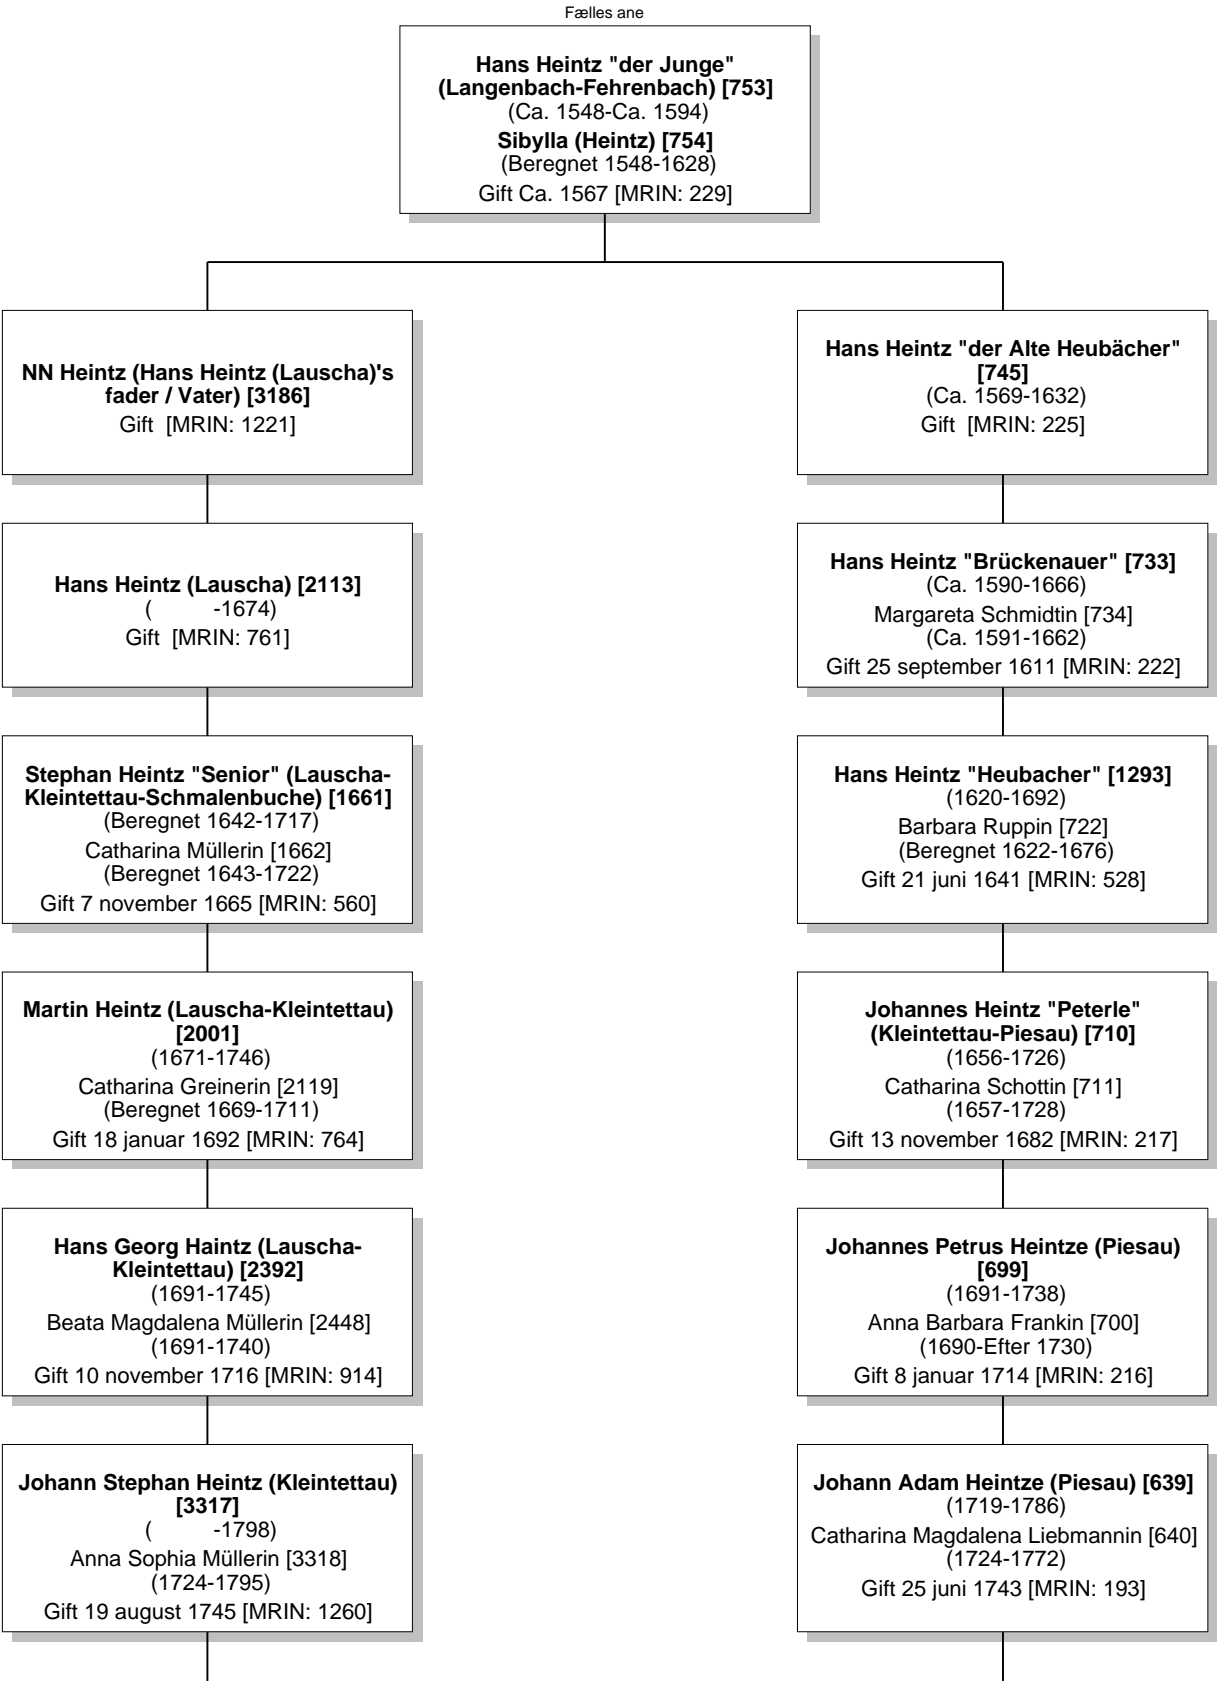 Fælles ane
Hans Heintz "der Junge"
(Langenbach-Fehrenbach) [753]
(Ca. 1548-Ca. 1594)
Sibylla (Heintz) [754]
(Beregnet 1548-1628)
Gift Ca. 1567 [MRIN: 229]
NN Heintz (Hans Heintz (Lauscha)'s
fader / Vater) [3186]
Gift [MRIN: 1221]
Hans Heintz "der Alte Heubächer"
[745]
(Ca. 1569-1632)
Gift [MRIN: 225]
Hans Heintz (Lauscha) [2113]
( -1674)
Gift [MRIN: 761]
Hans Heintz "Brückenauer" [733]
(Ca. 1590-1666)
Margareta Schmidtin [734]
(Ca. 1591-1662)
Gift 25 september 1611 [MRIN: 222]
Stephan Heintz "Senior" (Lauscha-
Kleintettau-Schmalenbuche) [1661]
(Beregnet 1642-1717)
Catharina Müllerin [1662]
(Beregnet 1643-1722)
Gift 7 november 1665 [MRIN: 560]
Hans Heintz "Heubacher" [1293]
(1620-1692)
Barbara Ruppin [722]
(Beregnet 1622-1676)
Gift 21 juni 1641 [MRIN: 528]
Martin Heintz (Lauscha-Kleintettau)
[2001]
(1671-1746)
Catharina Greinerin [2119]
(Beregnet 1669-1711)
Gift 18 januar 1692 [MRIN: 764]
Johannes Heintz "Peterle"
(Kleintettau-Piesau) [710]
(1656-1726)
Catharina Schottin [711]
(1657-1728)
Gift 13 november 1682 [MRIN: 217]
Hans Georg Haintz (Lauscha-
Kleintettau) [2392]
(1691-1745)
Beata Magdalena Müllerin [2448]
(1691-1740)
Gift 10 november 1716 [MRIN: 914]
Johannes Petrus Heintze (Piesau)
[699]
(1691-1738)
Anna Barbara Frankin [700]
(1690-Efter 1730)
Gift 8 januar 1714 [MRIN: 216]
Johann Stephan Heintz (Kleintettau)
[3317]
( -1798)
Anna Sophia Müllerin [3318]
(1724-1795)
Gift 19 august 1745 [MRIN: 1260]
Johann Adam Heintze (Piesau) [639]
(1719-1786)
Catharina Magdalena Liebmannin [640]
(1724-1772)
Gift 25 juni 1743 [MRIN: 193]